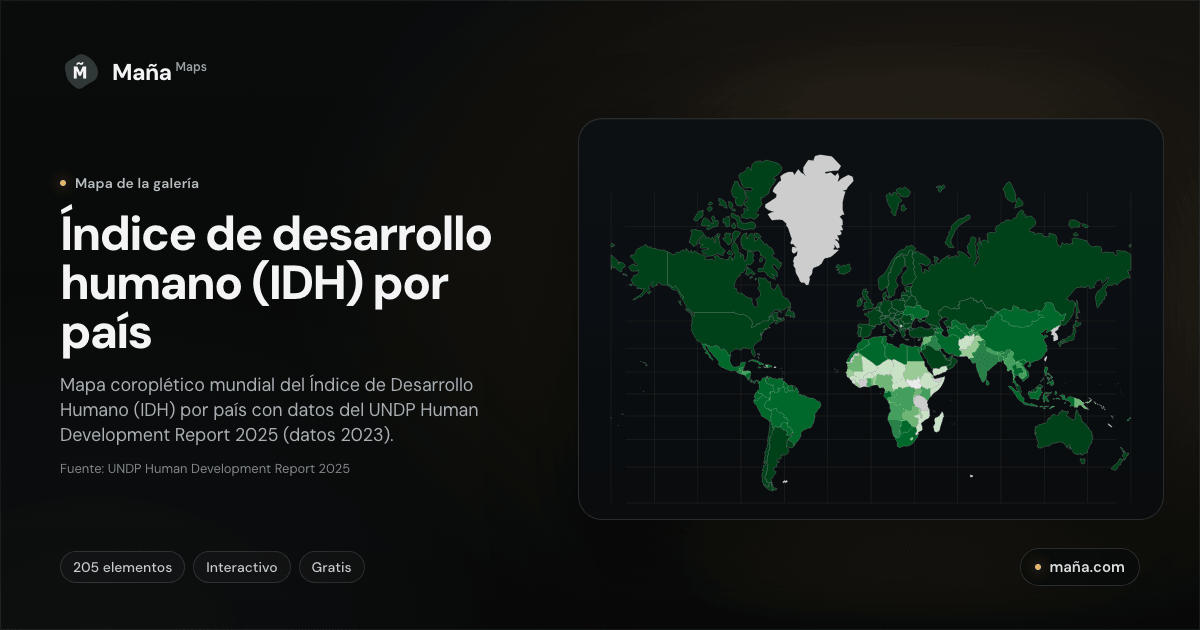 M̃
Maña Maps
Mapa de la galería
Índice de desarrollo
humano (IDH) por
país
Mapa coroplético mundial del Índice de Desarrollo
Humano (IDH) por país con datos del UNDP Human
Development Report 2025 (datos 2023).
Fuente: UNDP Human Development Report 2025
205 elementos
Interactivo
Gratis
maña.com